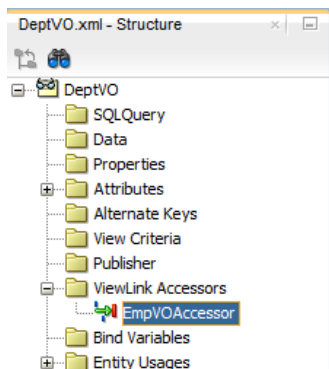 DeptVO.xml - Structure
DeptVO
SQLQuery
Data
Properties
Attributes
Alternate Keys
View Criteria
Publisher
ViewLink Accessors
EmpVOAccessor
Bind Variables
Entity Usages